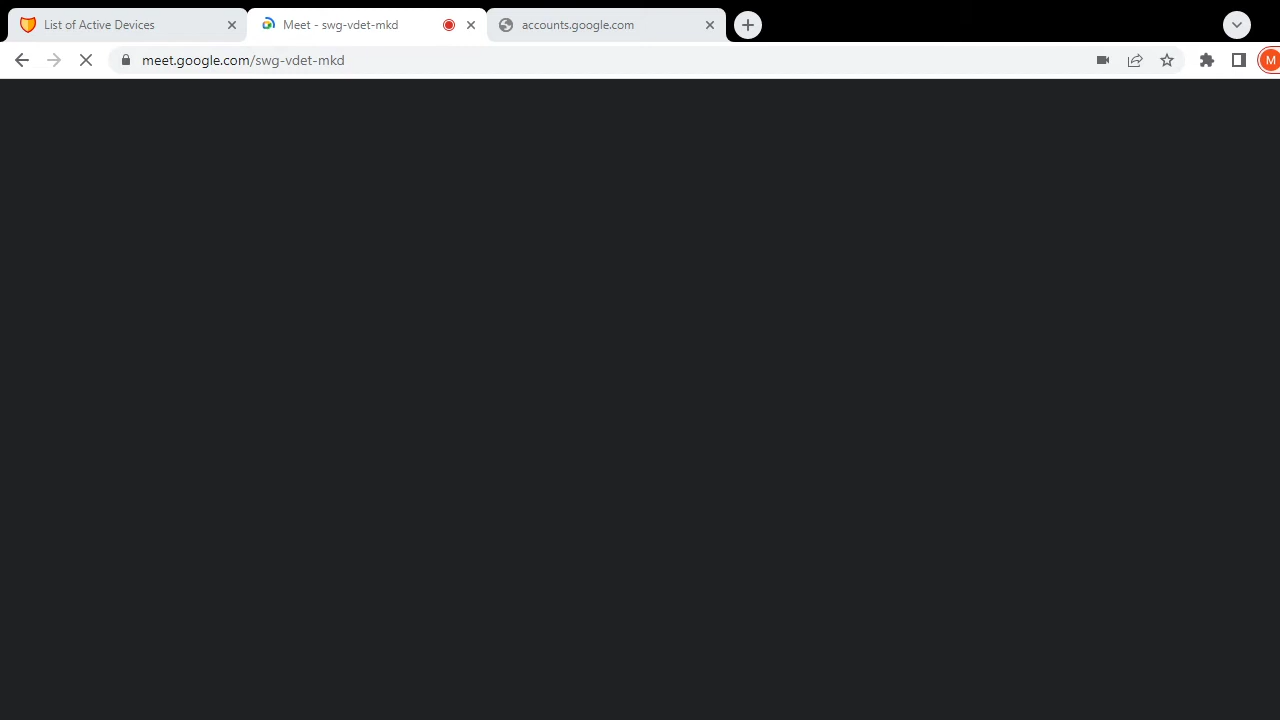 List of Active Devices
Meet - swg-vdet-mkd
accounts.google.com
meet.google.com/swg-vdet-mkd
M